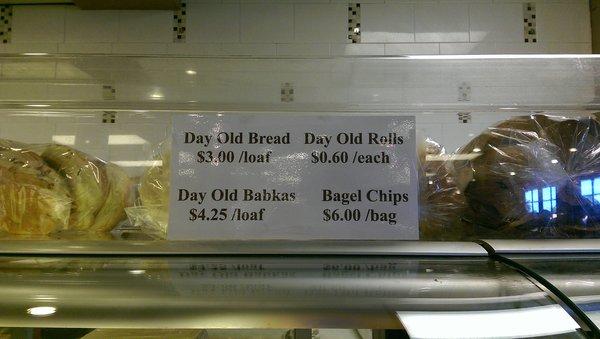 Day Old Bread Day Old Rolls
$3.00 /loaf $0.60 /each
Day Old Babkas Bagel Chips
$4.25 /loaf $6.00 /bag